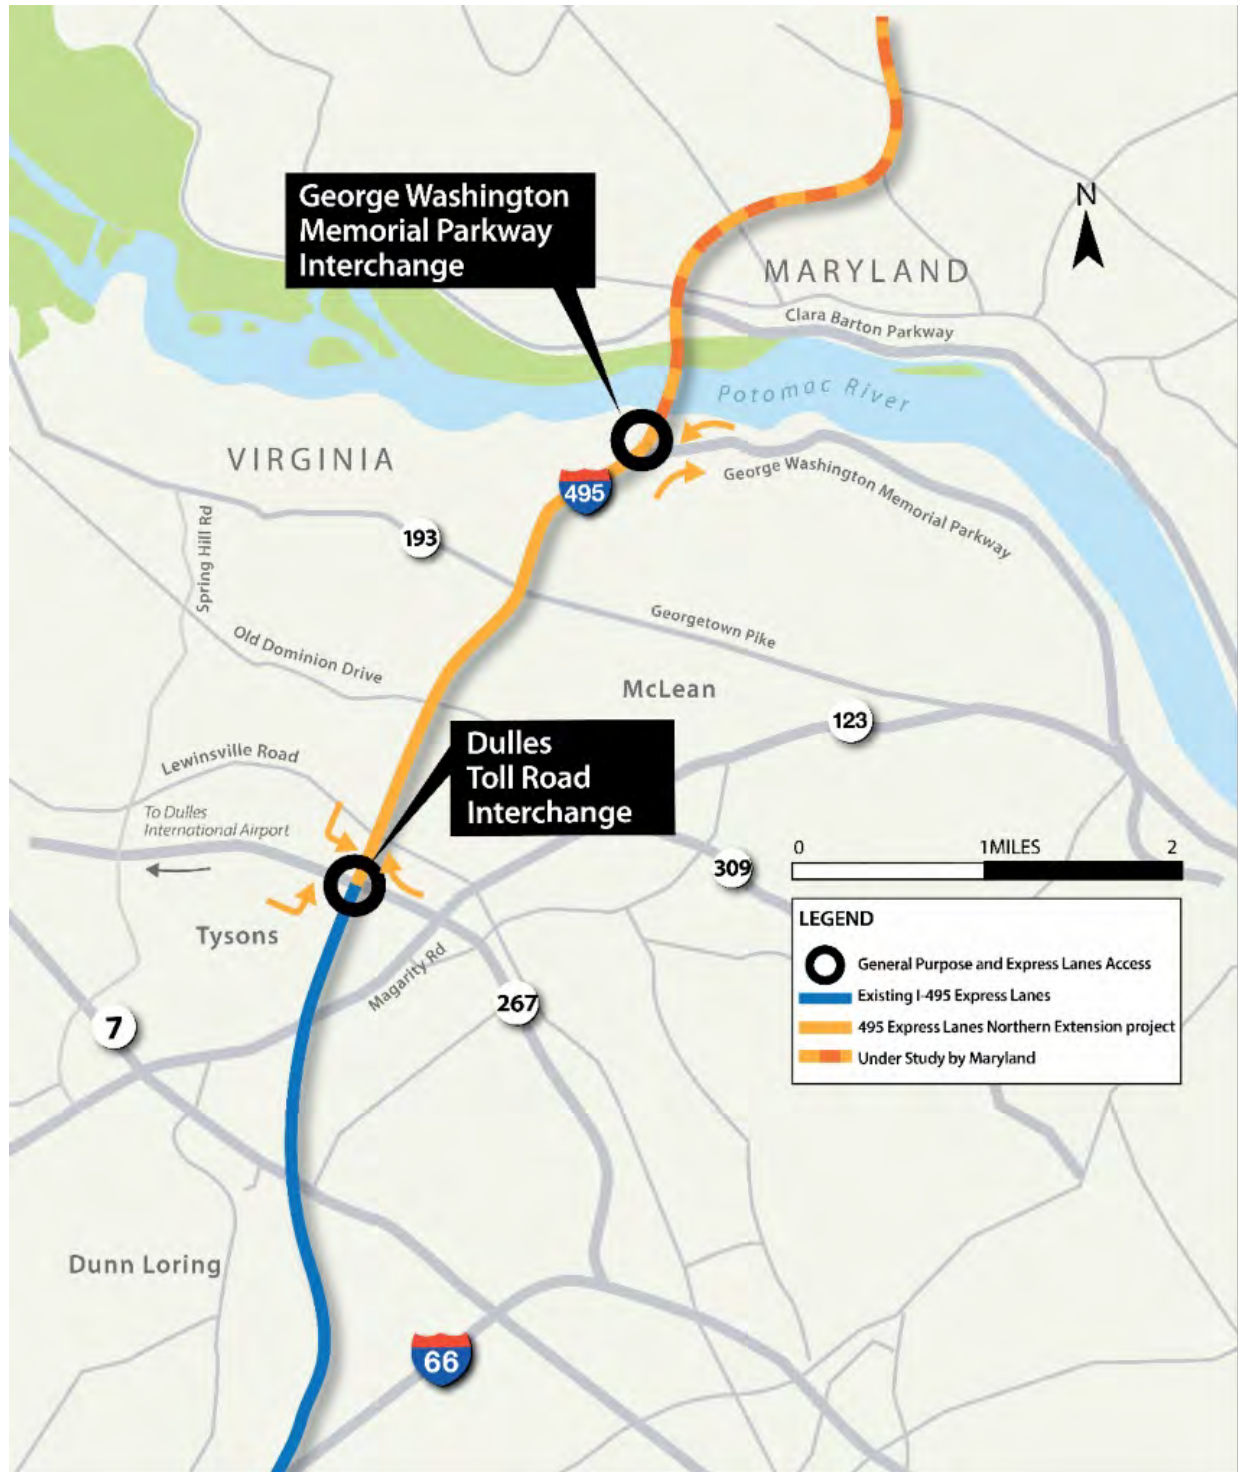 George Washington
Memorial Parkway
Interchange
N
MARYLAND
Clara Barton Parkway
Potomac River
VIRGINIA
495
George Washington Memorial Parkway
193
Spring Hill Rd
Georgetown Pike
Old Dominion Drive
McLean
123
Dulles
Toll Road
Interchange
Lewinsville Road
To Dulles
International Airport
0 1 MILES 2
309
LEGEND
General Purpose and Express Lanes Access
Existing I-495 Express Lanes
495 Express Lanes Northern Extension project
Under Study by Maryland
Tysons
Magarity Rd
267
7
Dunn Loring
66